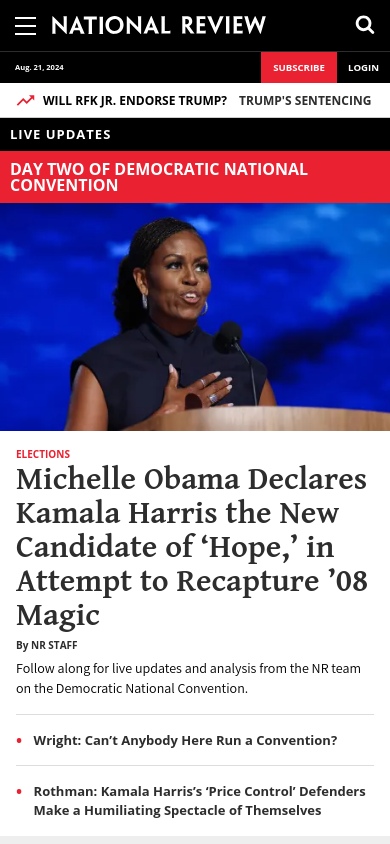 NATIONAL REVIEW
Aug. 21, 2024
SUBSCRIBE
LOGIN
WILL RFK JR. ENDORSE TRUMP?
TRUMP'S SENTENCING
LIVE UPDATES
DAY TWO OF DEMOCRATIC NATIONAL
CONVENTION
ELECTIONS
Michelle Obama Declares
Kamala Harris the New
Candidate of ‘Hope,’ in
Attempt to Recapture ’08
Magic
By NR STAFF
Follow along for live updates and analysis from the NR team
on the Democratic National Convention.
• Wright: Can’t Anybody Here Run a Convention?
• Rothman: Kamala Harris’s ‘Price Control’ Defenders
Make a Humiliating Spectacle of Themselves